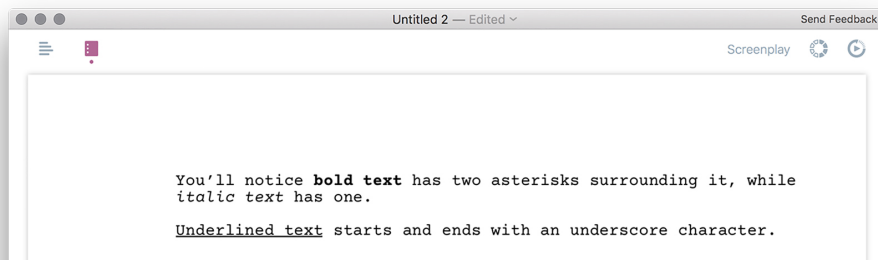 Untitled 2 — Edited
Send Feedback
Screenplay
You’ll notice bold text has two asterisks surrounding it, while
italic text has one.
Underlined text starts and ends with an underscore character.